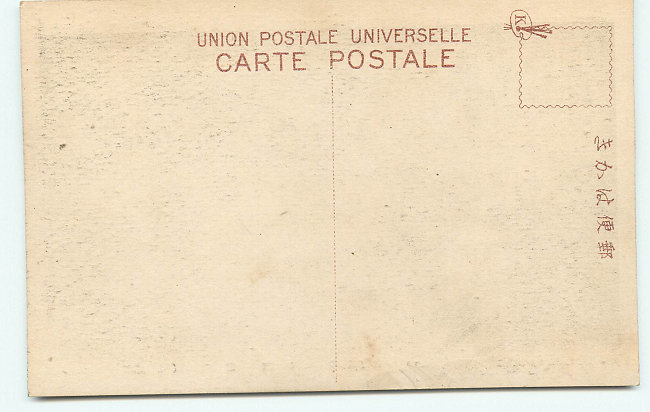 UNION POSTALE UNIVERSELLE
CARTE POSTALE
K
郵便はかき